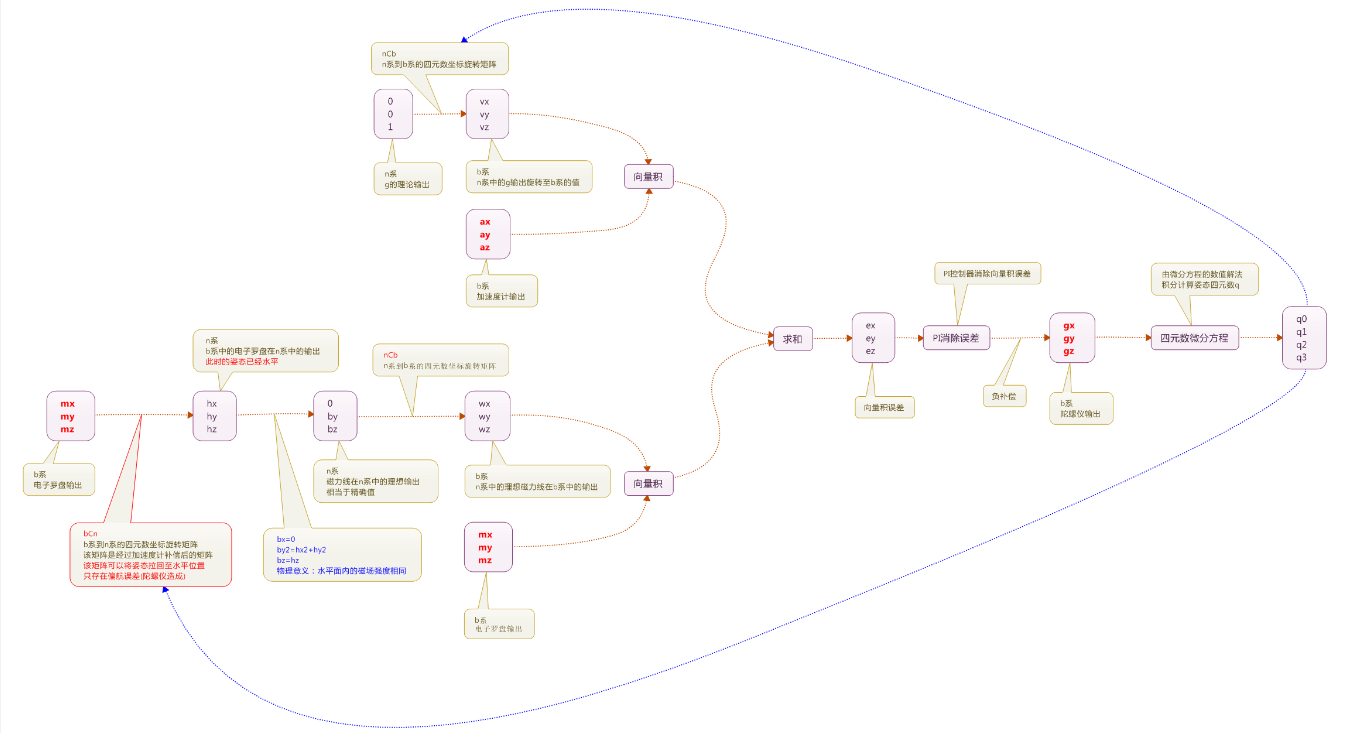 nCb
n系到b系的四元数坐标旋转矩阵
0
0
1
vx
vy
vz
n系
g的理论输出
b系
n系中的g输出旋转至b系的值
向量积
ax
ay
az
b系
加速度计输出
PI控制器消除向量积误差
由微分方程的数值解法
积分计算姿态四元数q
求和
ex
ey
ez
PI消除误差
gx
gy
gz
四元数微分方程
q0
q1
q2
q3
向量积误差
负补偿
b系
陀螺仪输出
n系
b系中的电子罗盘在n系中的输出
此时的姿态已经水平
nCb
n系到b系的四元数坐标旋转矩阵
mx
my
mz
hx
hy
hz
0
by
bz
wx
wy
wz
b系
电子罗盘输出
n系
磁力线在n系中的理想输出
相当于精确值
b系
n系中的理想磁力线在b系中的输出
向量积
bCn
b系到n系的四元数坐标旋转矩阵
该矩阵是经过加速度计补偿后的矩阵
该矩阵可以将姿态拉回至水平位置
只存在偏航误差(陀螺仪造成)
bx=0
by2=hx2+hy2
bz=hz
物理意义：水平面内的磁场强度相同
mx
my
mz
b系
电子罗盘输出